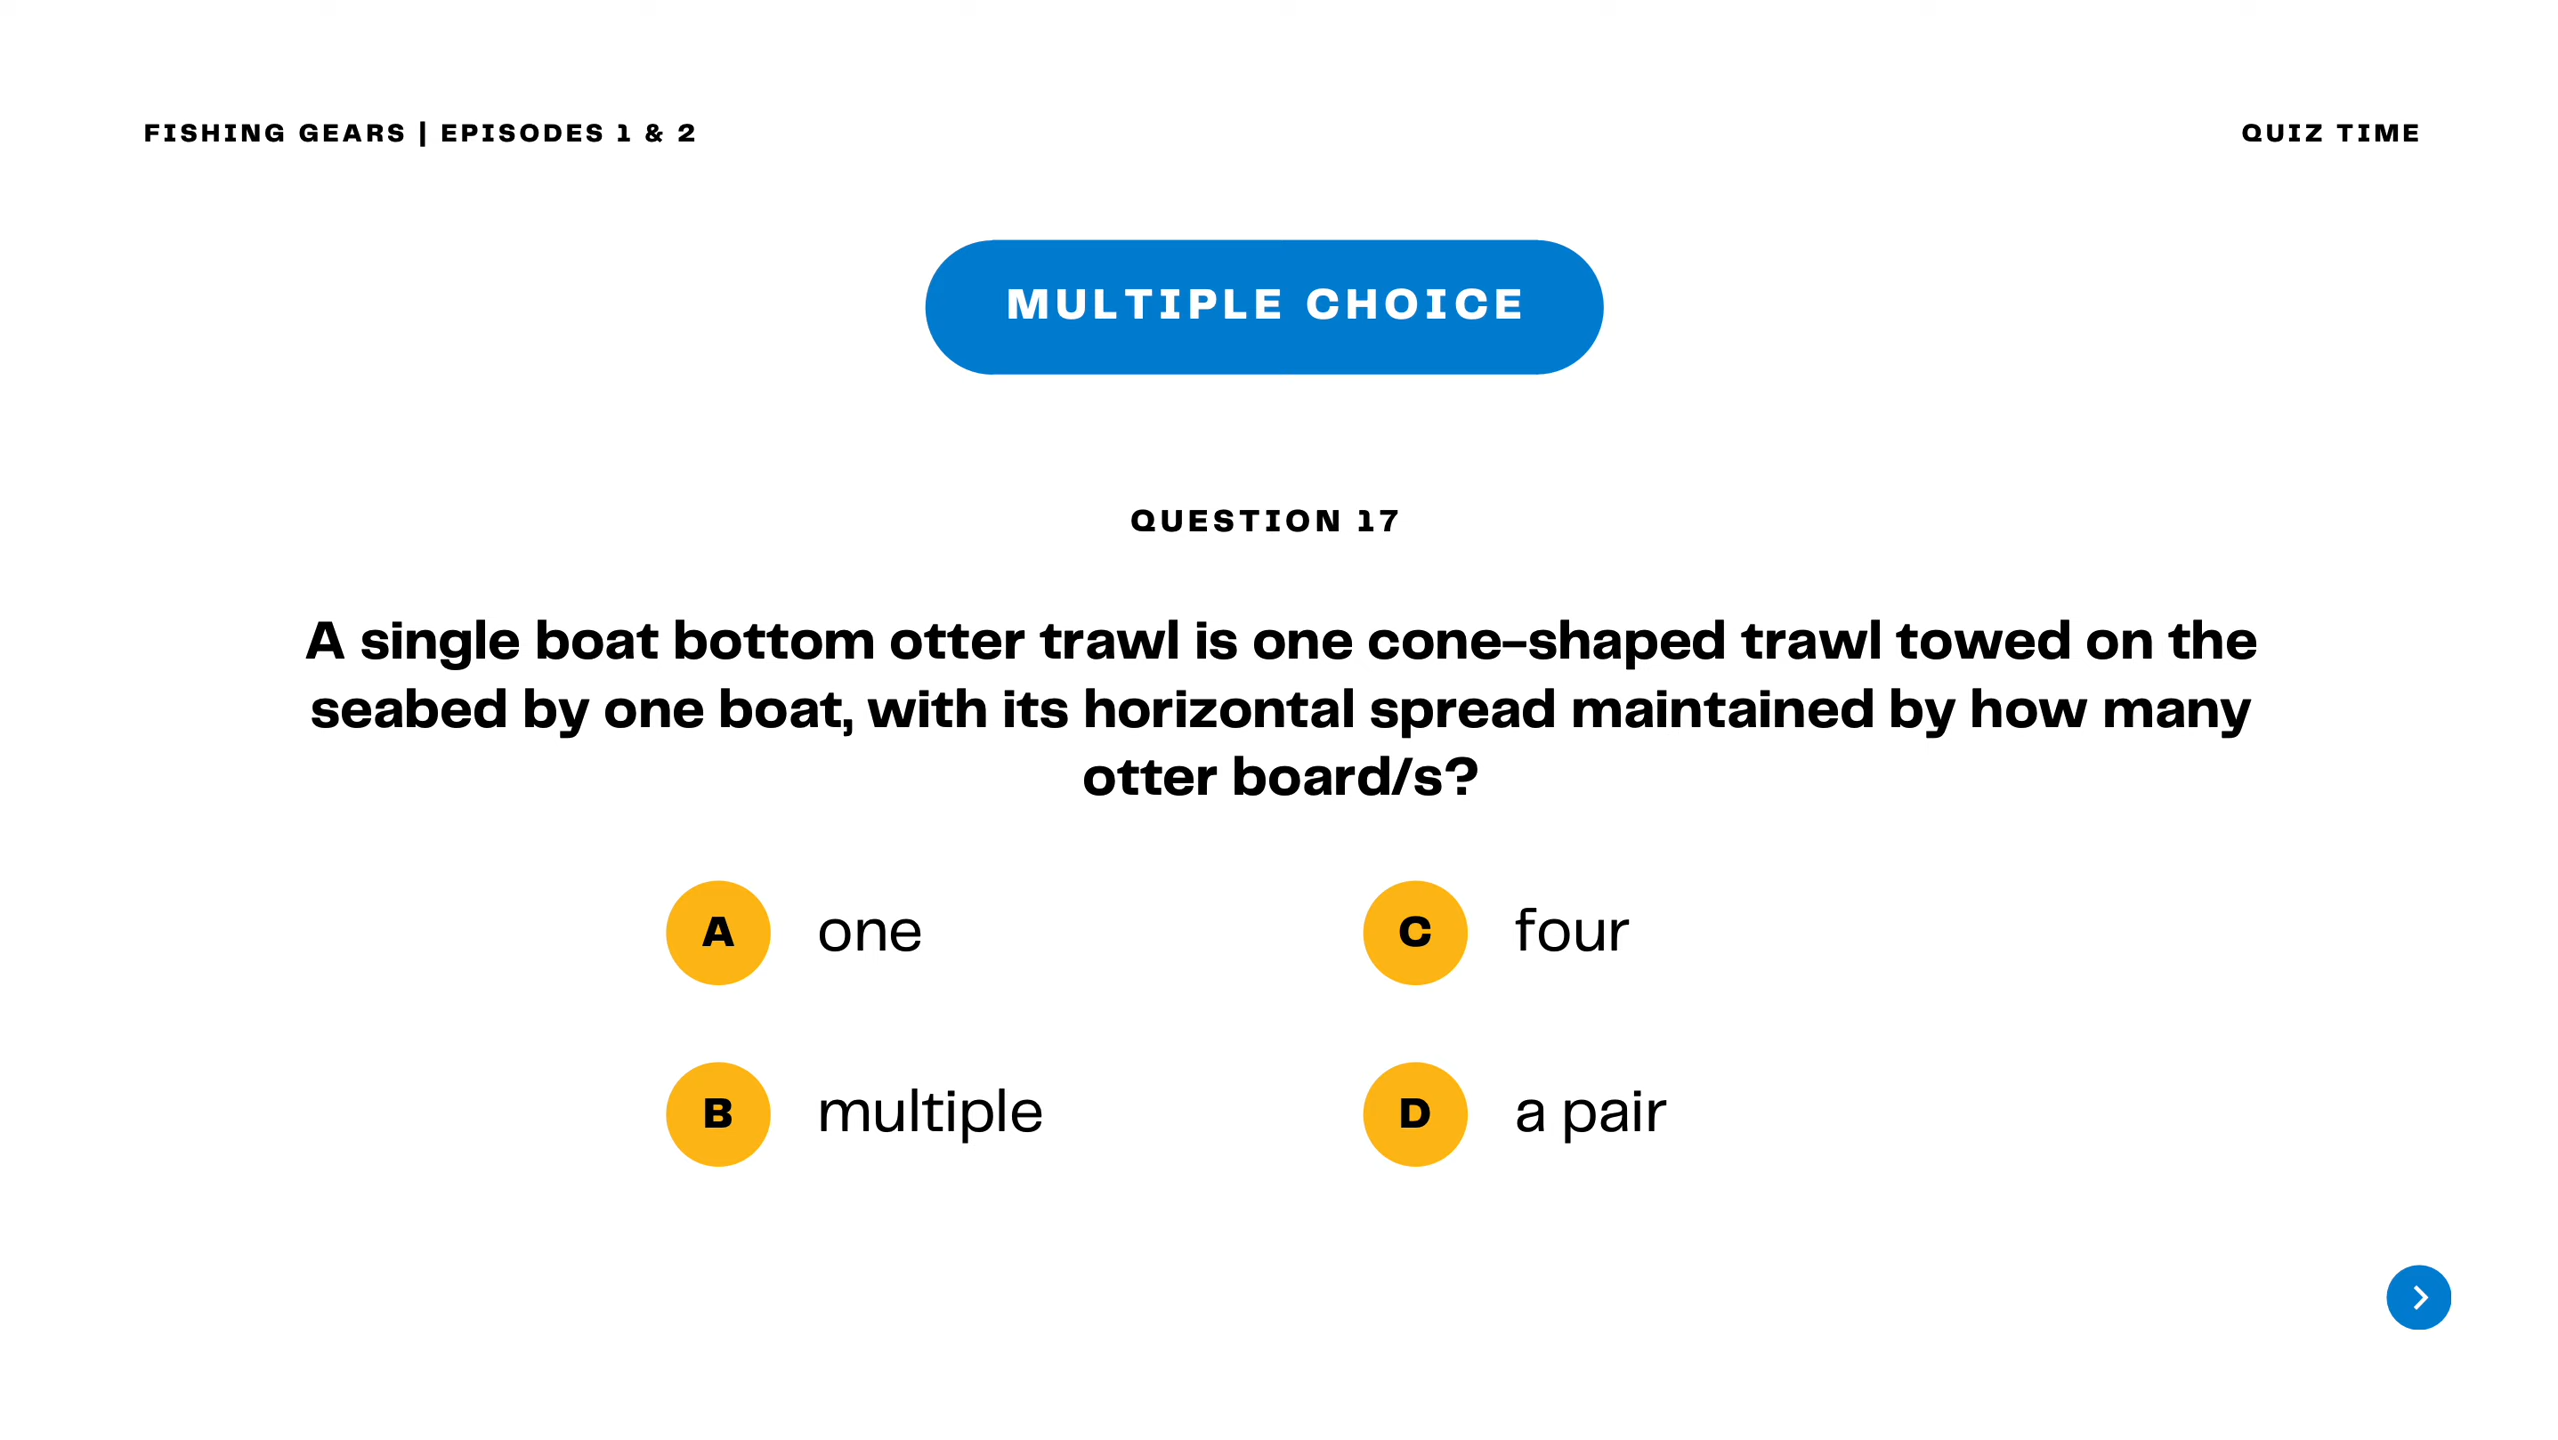 FISHING GEARS | EPISODES 1 & 2
QUIZ TIME
MULTIPLE CHOICE
QUESTION 17
A single boat bottom otter trawl is one cone-shaped trawl towed on the
seabed by one boat, with its horizontal spread maintained by how many
otter board/s?
A one
C four
B multiple
D a pair